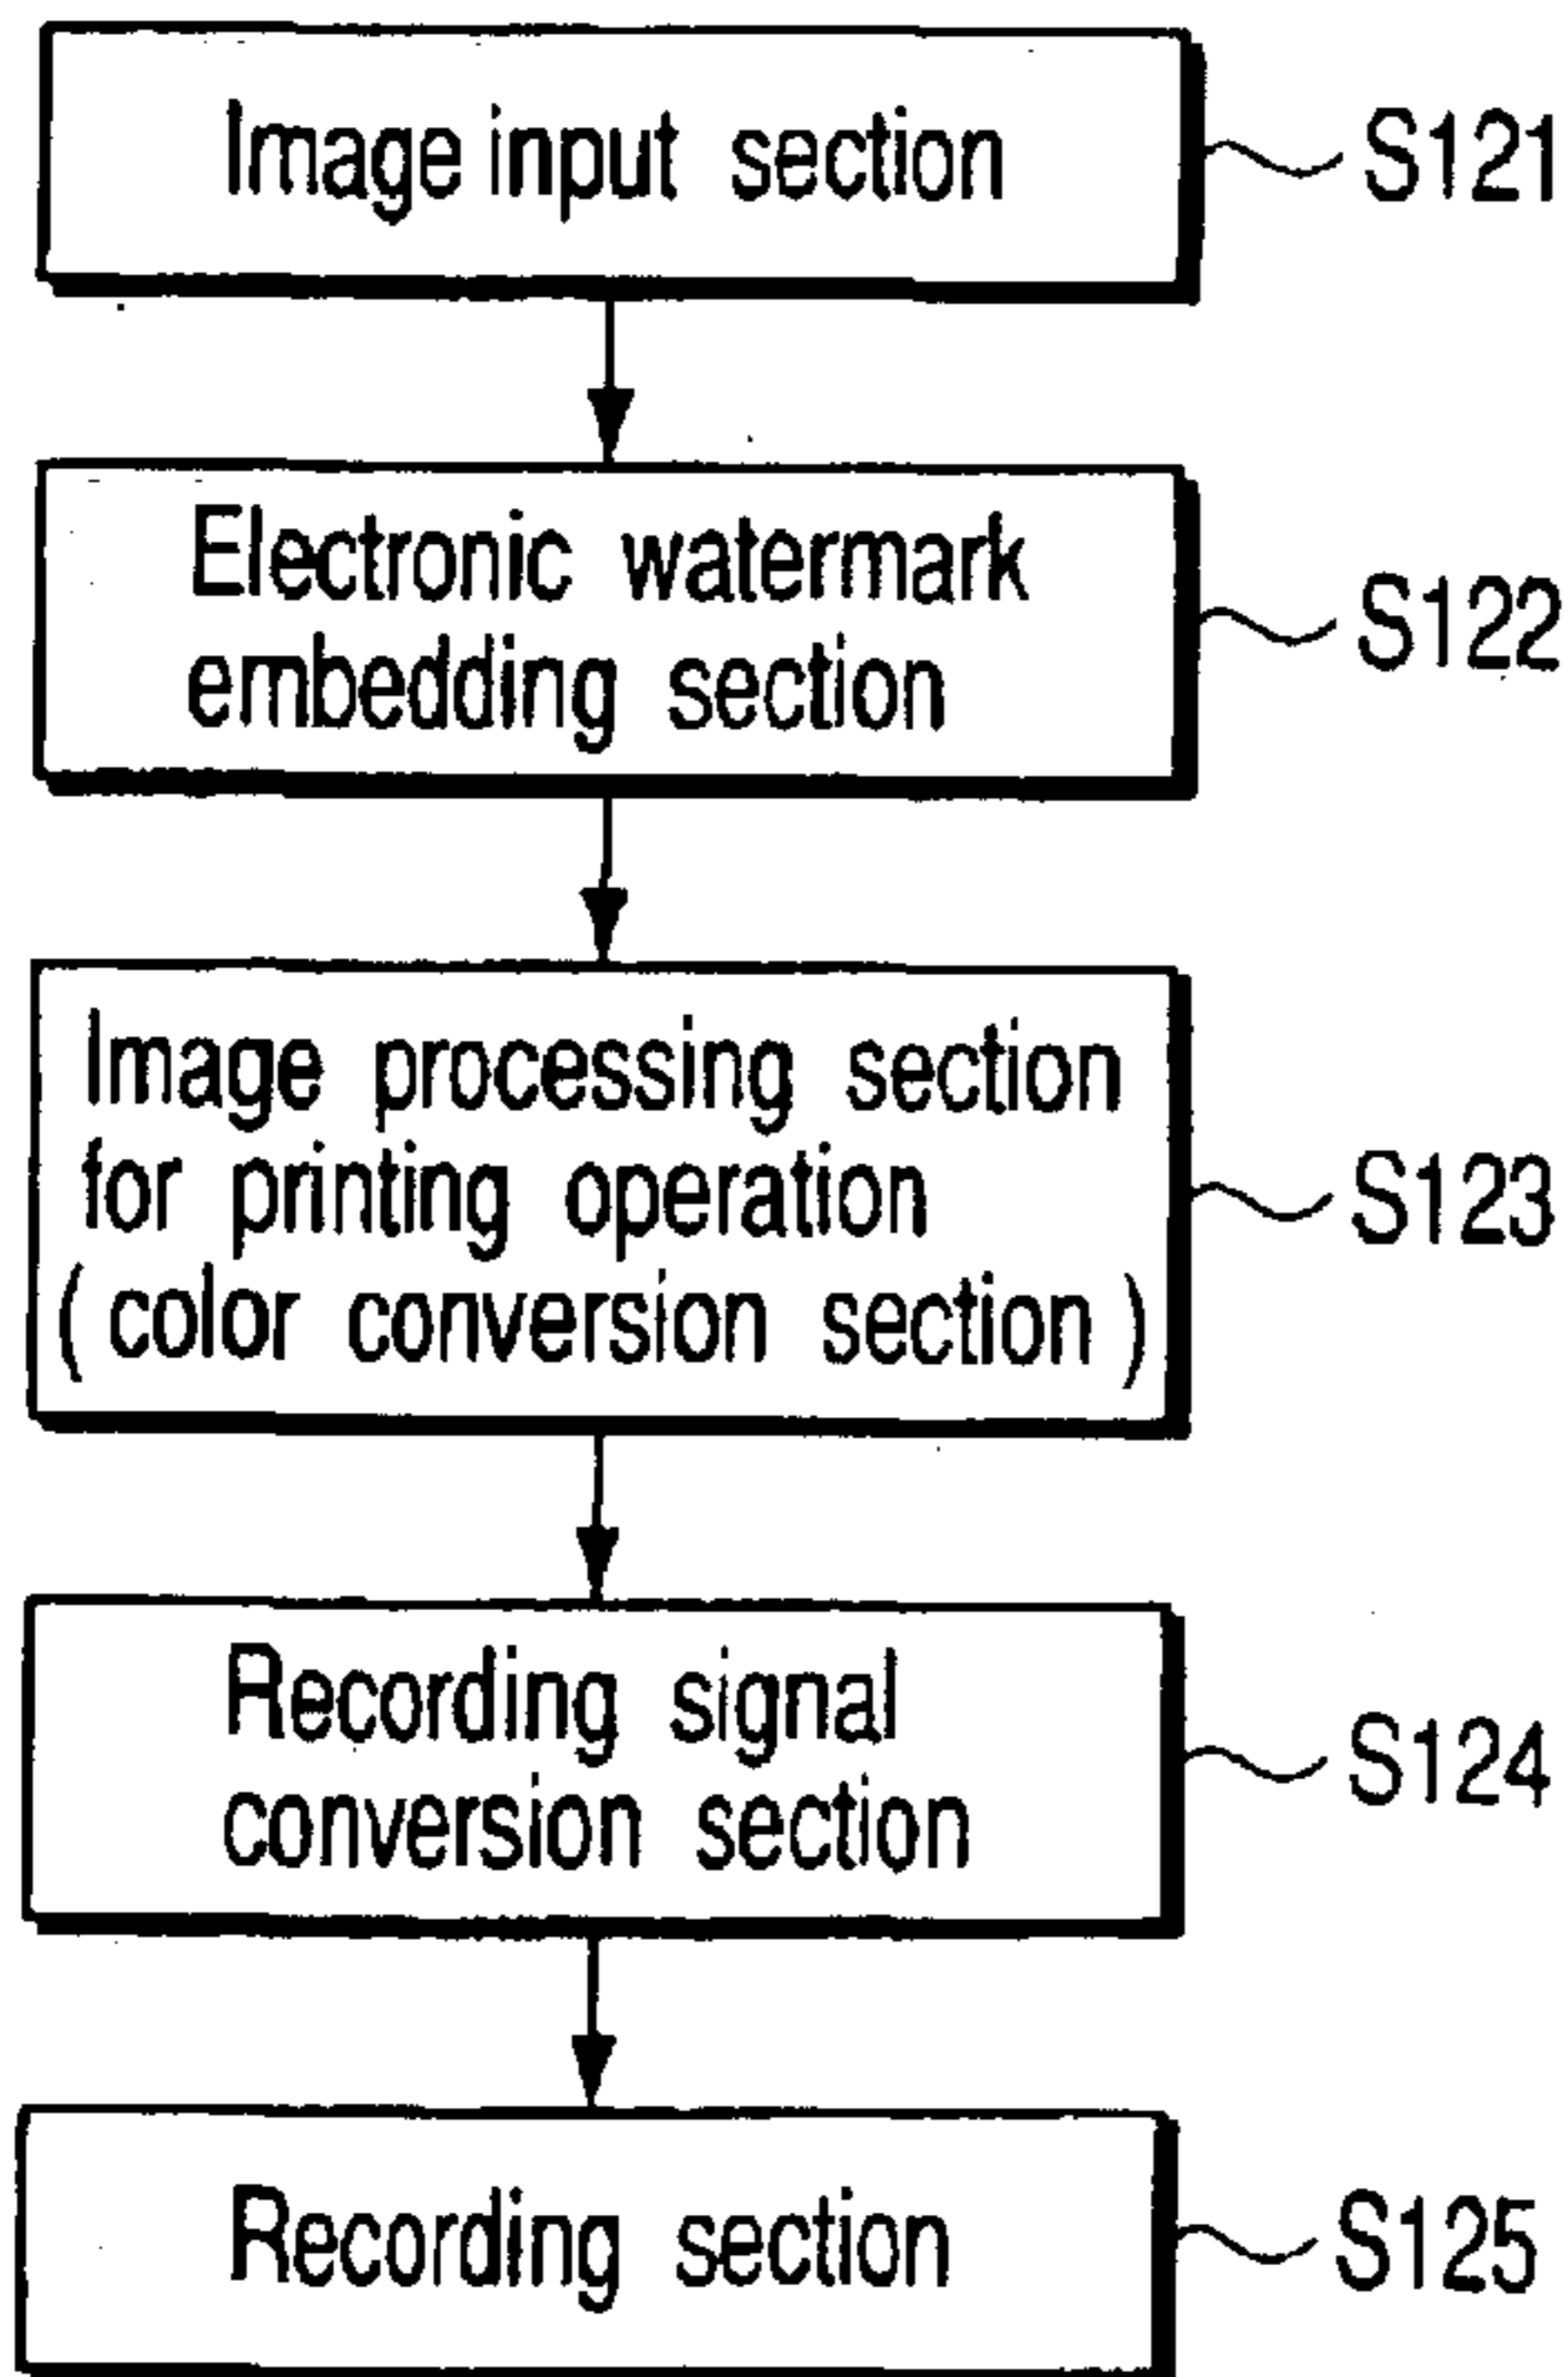 Image input section
S121
Electronic watermark
embedding section
S122
Image processing section
for printing operation
( color conversion section )
S123
Recording signal
conversion section
S124
Recording section
S125